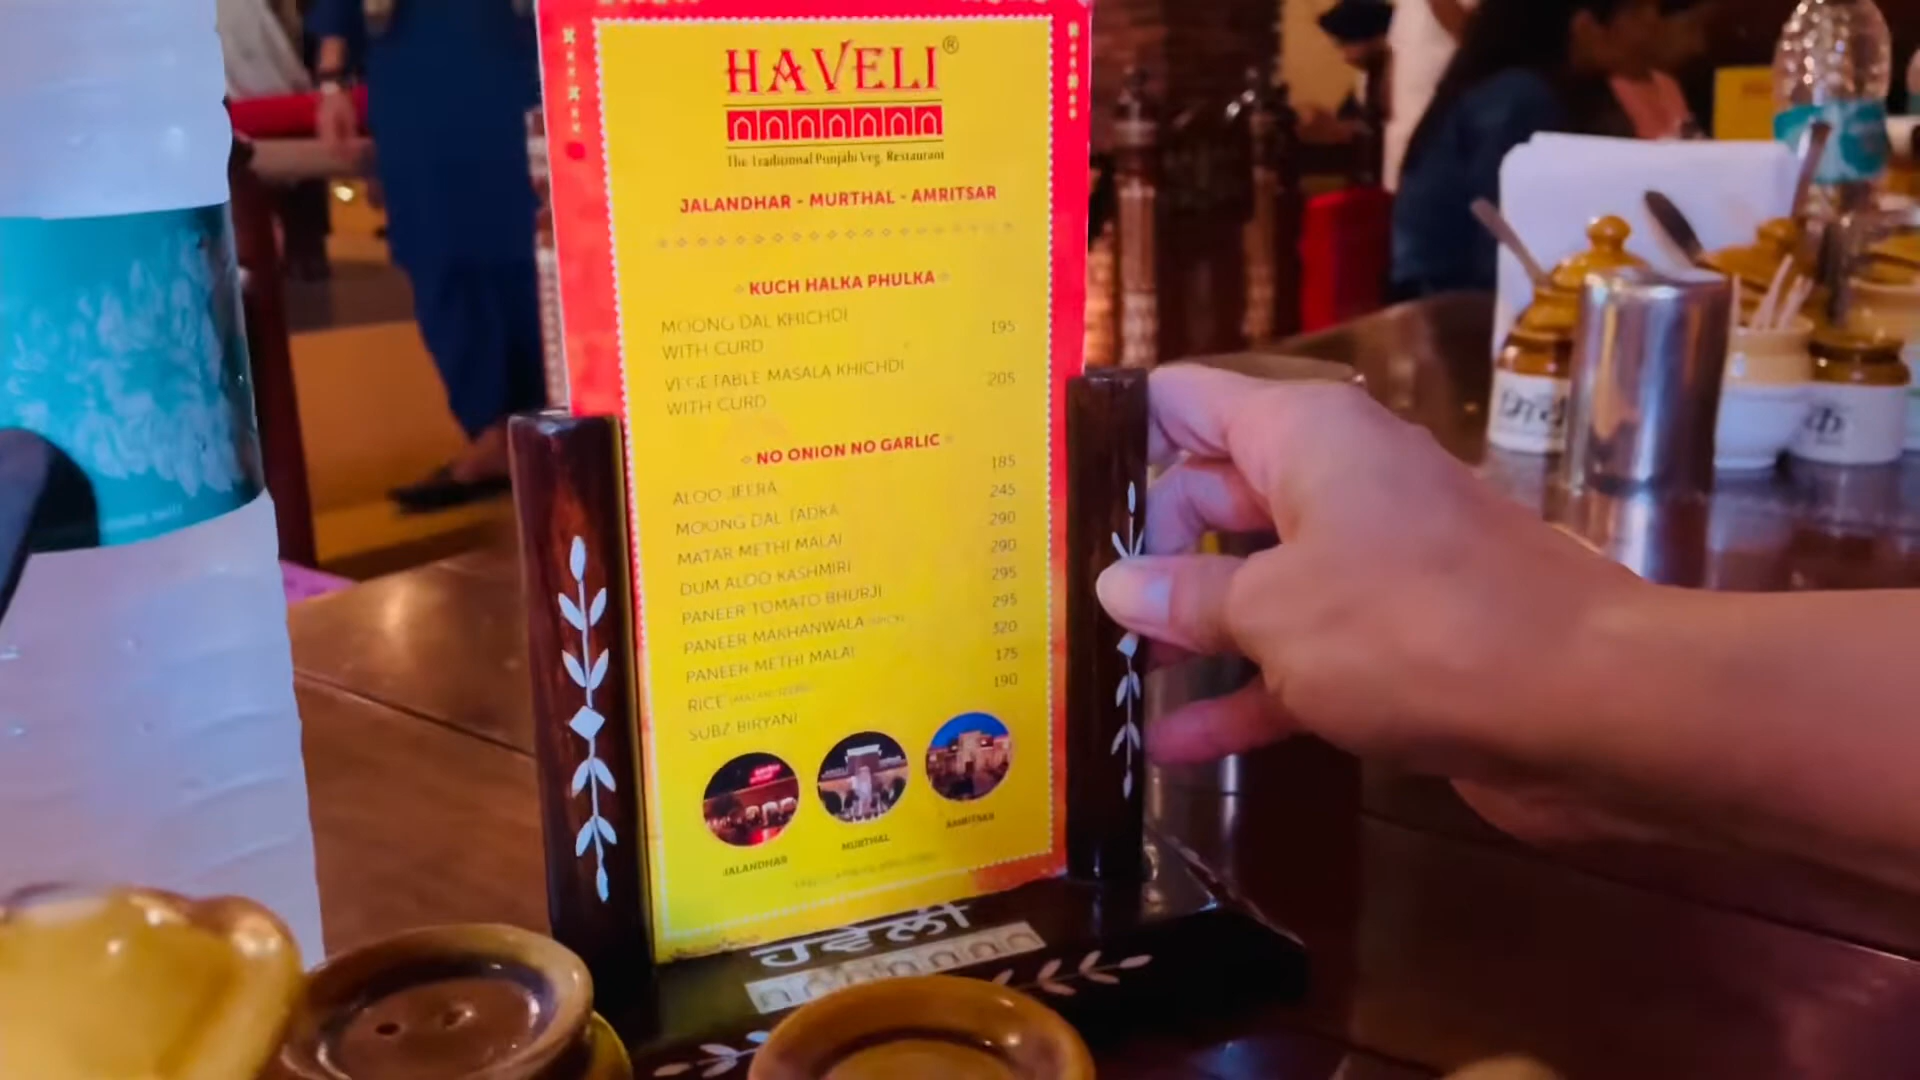 HAVELI®
The Traditional Punjabi Veg. Restaurant
JALANDHAR - MURTHAL - AMRITSAR
KUCH HALKA PHULKA
MOONG DAL KHICHDI
WITH CURD 195
VEGETABLE MASALA KHICHDI
WITH CURD 205
NO ONION NO GARLIC
ALOO JEERA 185
MOONG DAL TADKA 245
MATAR METHI MALAI 290
DUM ALOO KASHMIRI 290
PANEER TOMATO BHURJI 295
PANEER MAKHANWALA 295
PANEER METHI MALAI 320
RICE 175
SUBZ BIRYANI 190
JALANDHAR
MURTHAL
AMRITSAR
ਹਵੇਲੀ